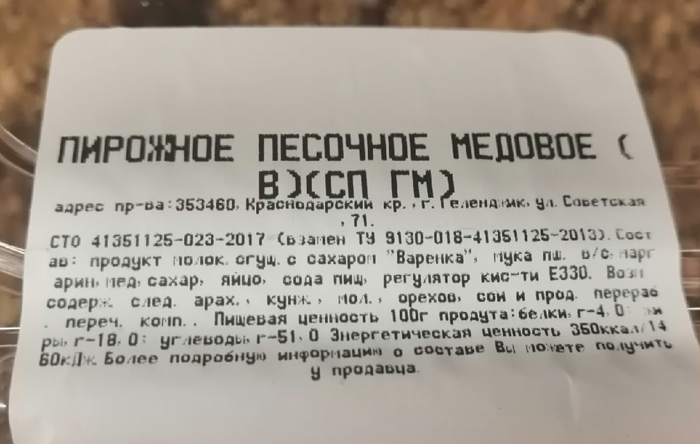 ПИРОЖНОЕ ПЕСОЧНОЕ МЕДОВОЕ (
В)(СП ГМ)
адрес пр-ва:353460, Краснодарский кр., г.Геленджик, ул. Советская
,71.
СТО 41351125-023-2017 (взамен ТУ 9130-018-41351125-2013). Сост
ав: продукт молок. сгущ. с сахаром "Варенка", мука пш. в/с, марг
арин,мед, сахар, яйцо, сода пищ, регулятор кис-ти Е330. Возм
содерж. след. арах., кунж., мол., орехов, сои и прод. перераб
. переч. комп.. Пищевая ценность 100г продута:белки, г-4,0;
ры, г-18,0; углеводы, г-51,0 Энергетическая ценность 350ккал/14
60кДж. Более подробную информацию о составе Вы можете получить
у продавца.